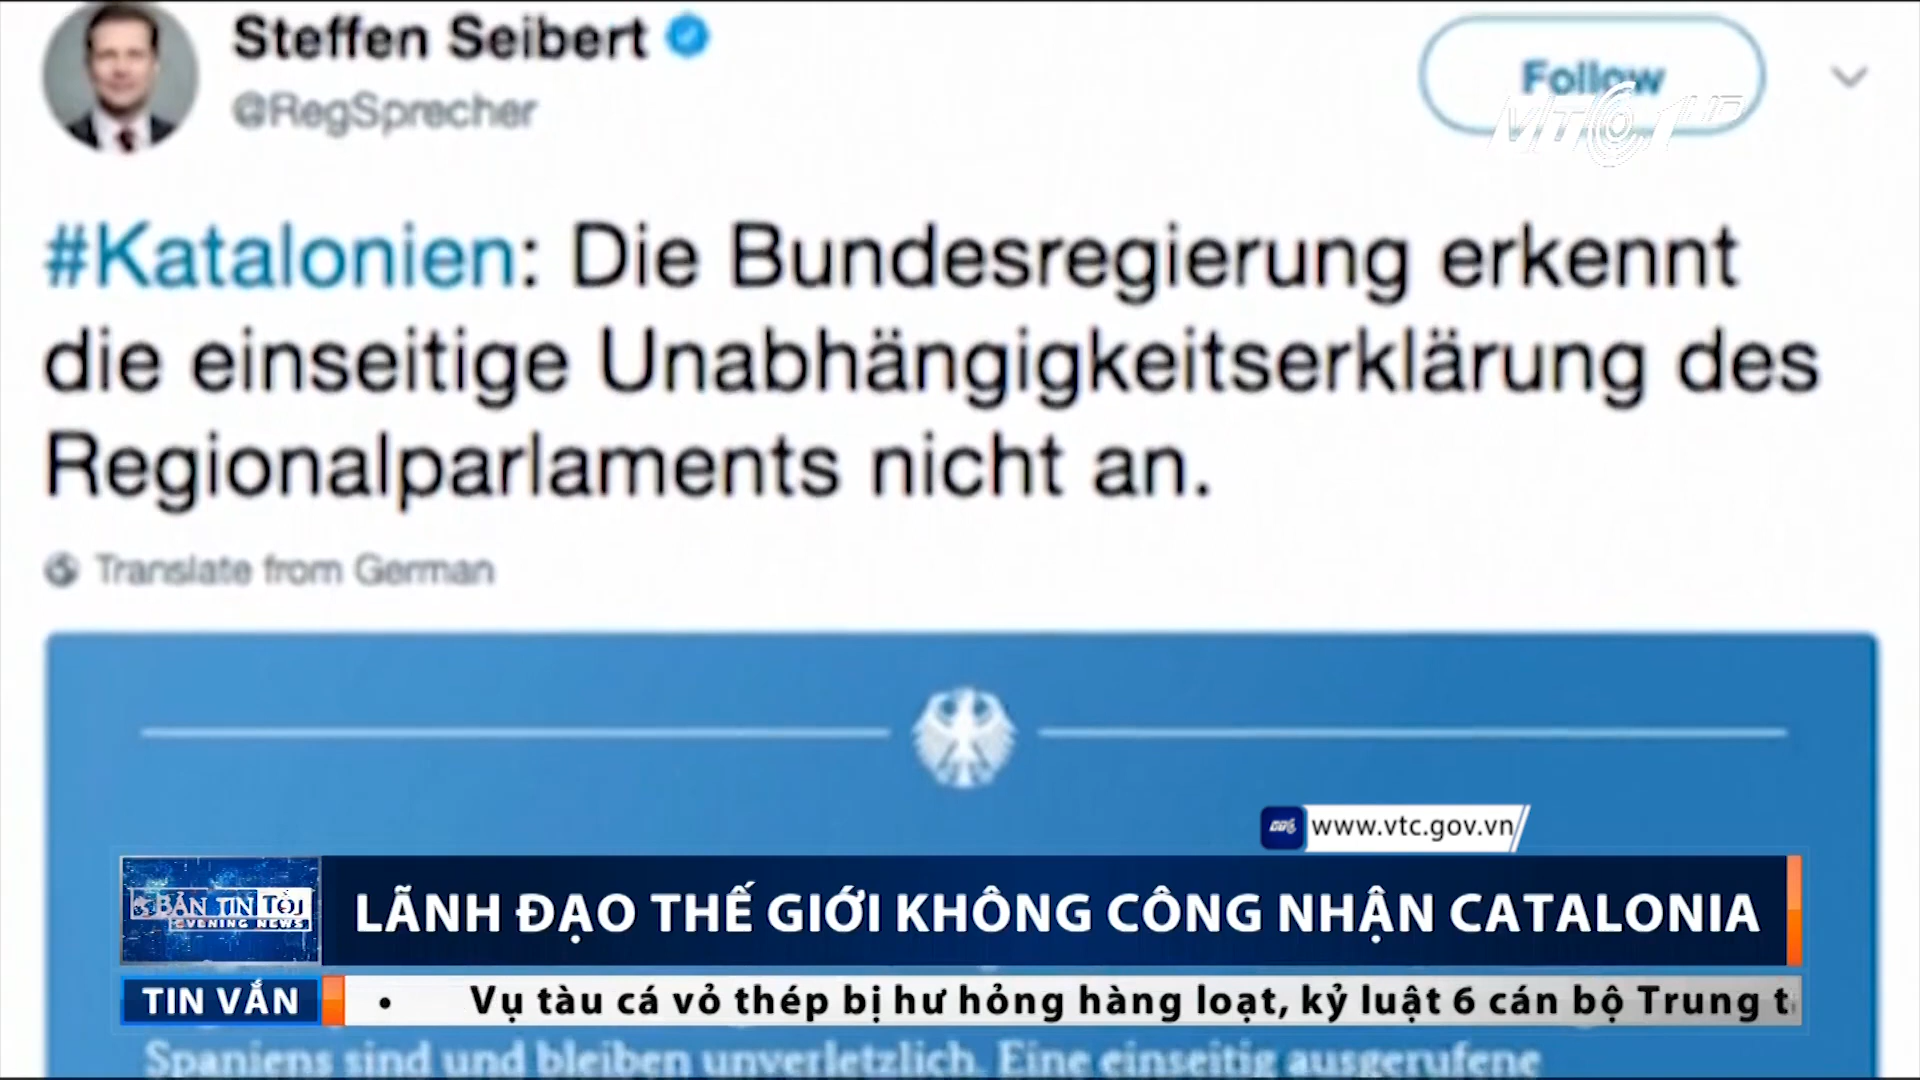 Steffen Seibert
@RegSprecher
Follow
VTC1 HD
#Katalonien: Die Bundesregierung erkennt
die einseitige Unabhängigkeitserklärung des
Regionalparlaments nicht an.
Translate from German
www.vtc.gov.vn
BẢN TIN TỐI
EVENING NEWS
LÃNH ĐẠO THẾ GIỚI KHÔNG CÔNG NHẬN CATALONIA
TIN VẮN
• Vụ tàu cá vỏ thép bị hư hỏng hàng loạt, kỷ luật 6 cán bộ Trung t
Spaniens sind und bleiben unverletzlich. Eine einseitig ausgerufene